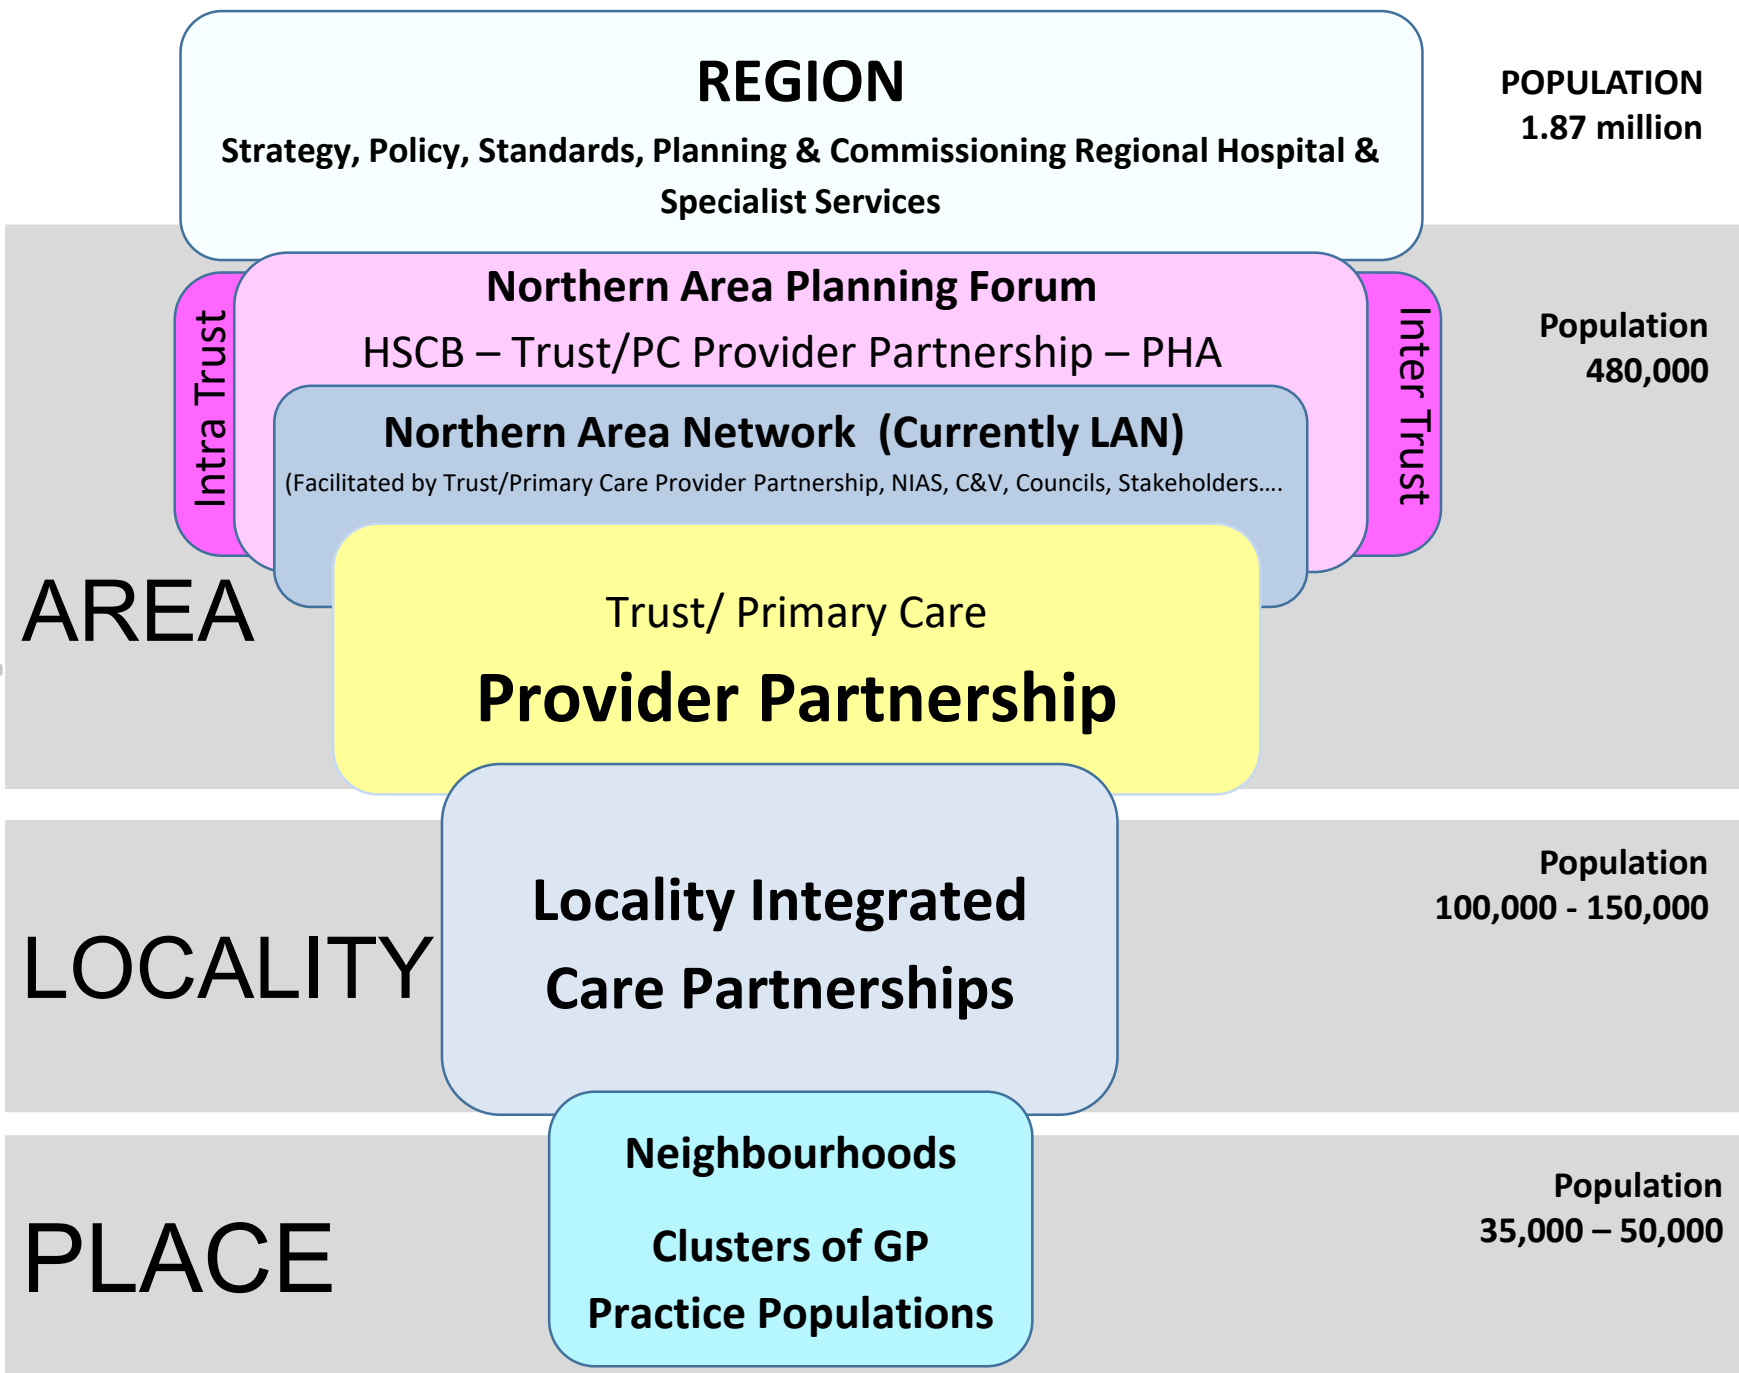 REGION
Strategy, Policy, Standards, Planning & Commissioning Regional Hospital &
Specialist Services
POPULATION
1.87 million
Northern Area Planning Forum
HSCB – Trust/PC Provider Partnership – PHA
Intra Trust
Inter Trust
Population
480,000
Northern Area Network (Currently LAN)
(Facilitated by Trust/Primary Care Provider Partnership, NIAS, C&V, Councils, Stakeholders....
AREA
Trust/ Primary Care
Provider Partnership
LOCALITY
Locality Integrated
Care Partnerships
Population
100,000 - 150,000
PLACE
Neighbourhoods
Clusters of GP
Practice Populations
Population
35,000 – 50,000